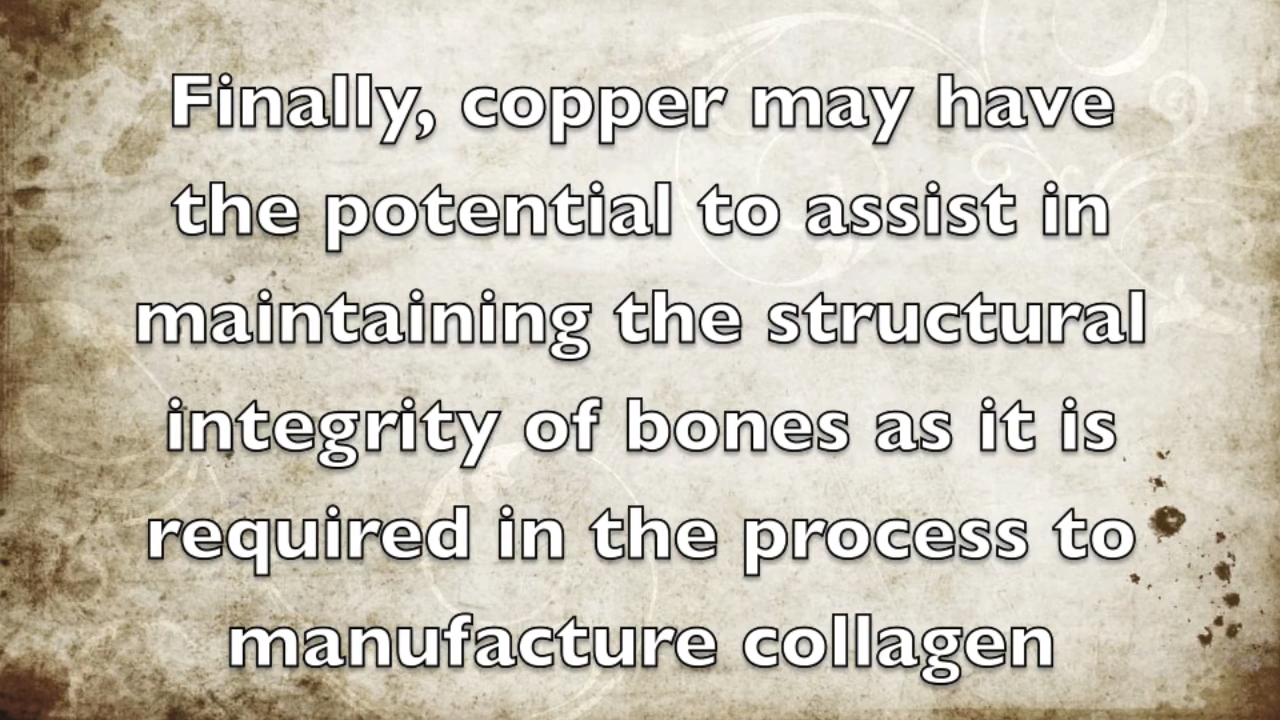 Finally, copper may have
the potential to assist in
maintaining the structural
integrity of bones as it is
required in the process to
manufacture collagen